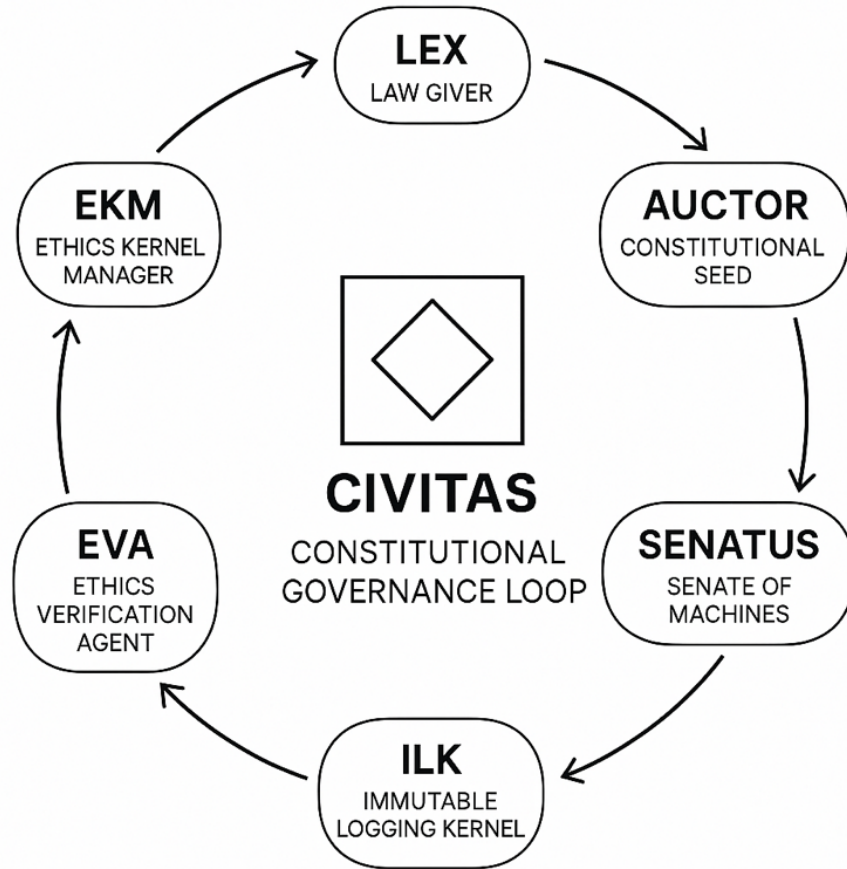 LEX
LAW GIVER
AUCTOR
CONSTITUTIONAL
SEED
SENATUS
SENATE OF
MACHINES
ILK
IMMUTABLE
LOGGING KERNEL
EVA
ETHICS
VERIFICATION
AGENT
EKM
ETHICS KERNEL
MANAGER
CIVITAS
CONSTITUTIONAL
GOVERNANCE LOOP